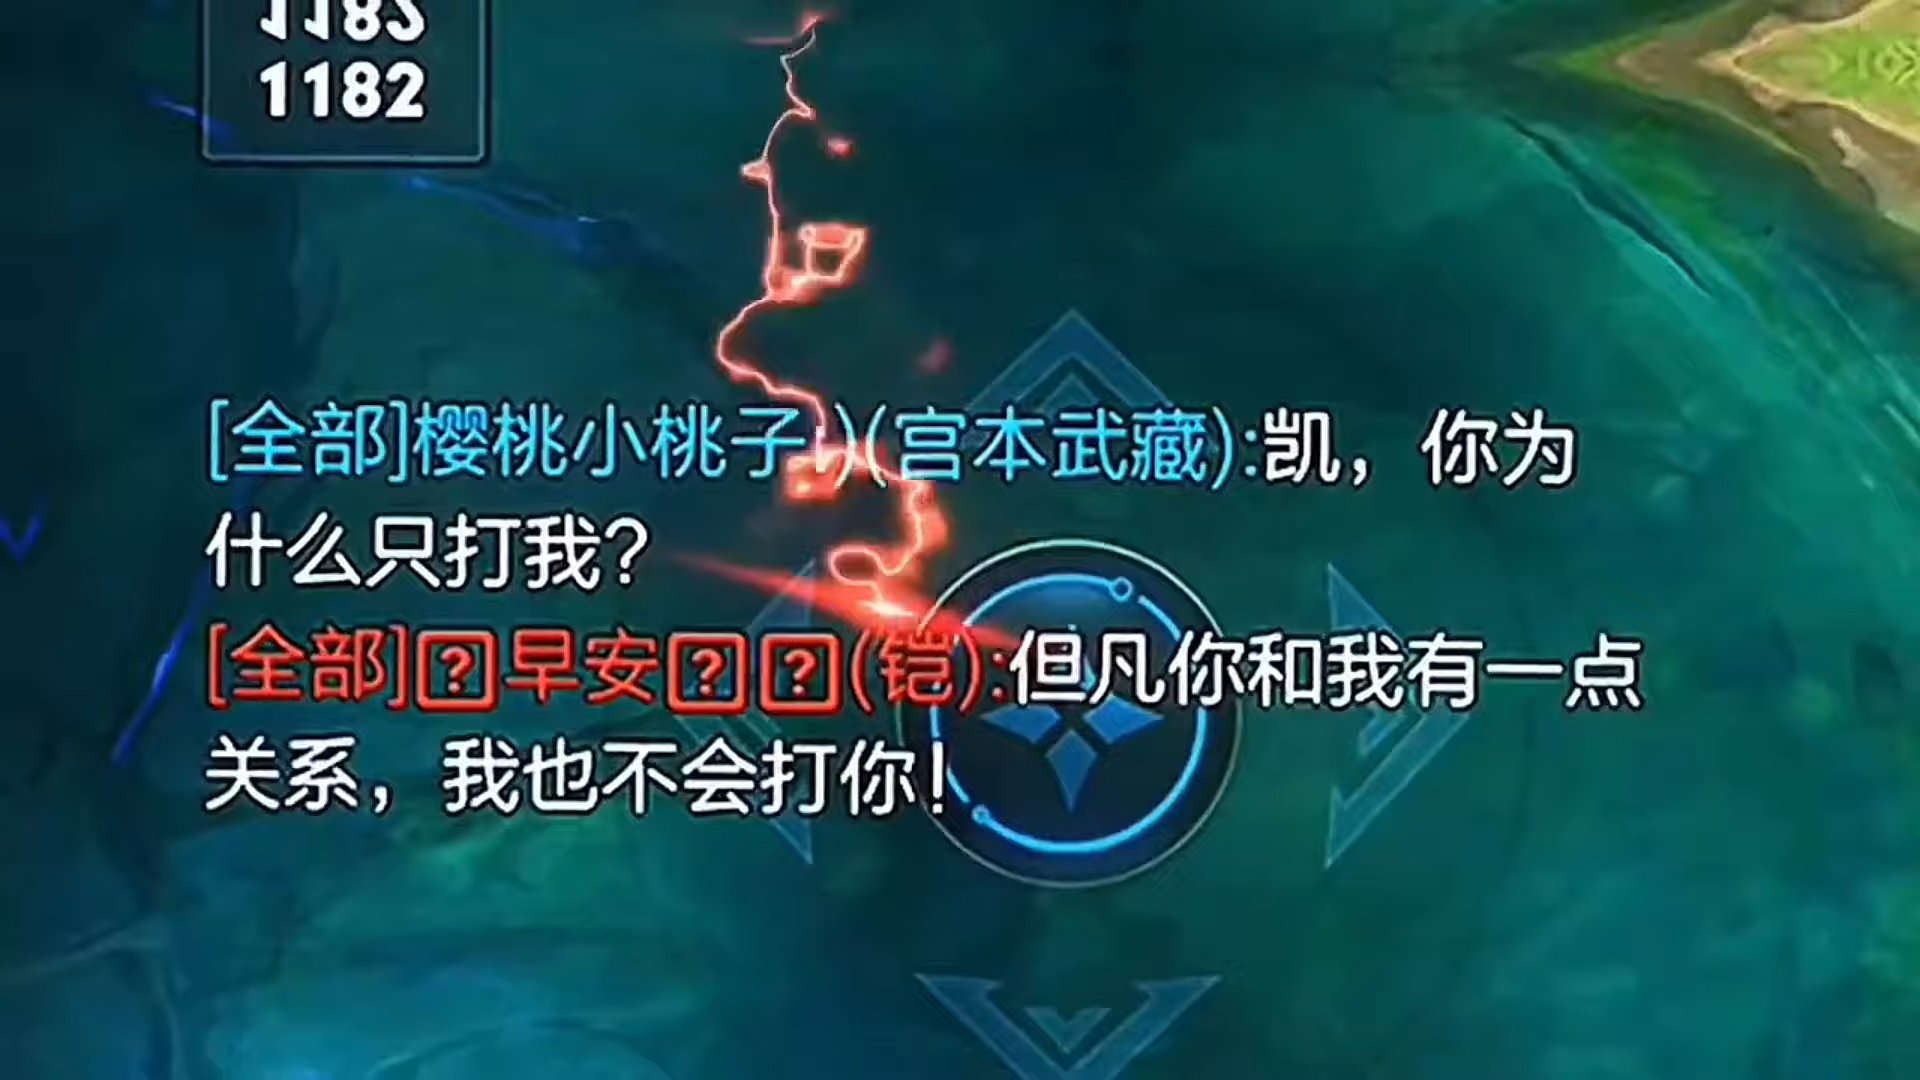 1182
[全部]樱桃小桃子し)(宫本武藏):凯，你为
什么只打我?
[全部]早安(铠):但凡你和我有一点
关系，我也不会打你!